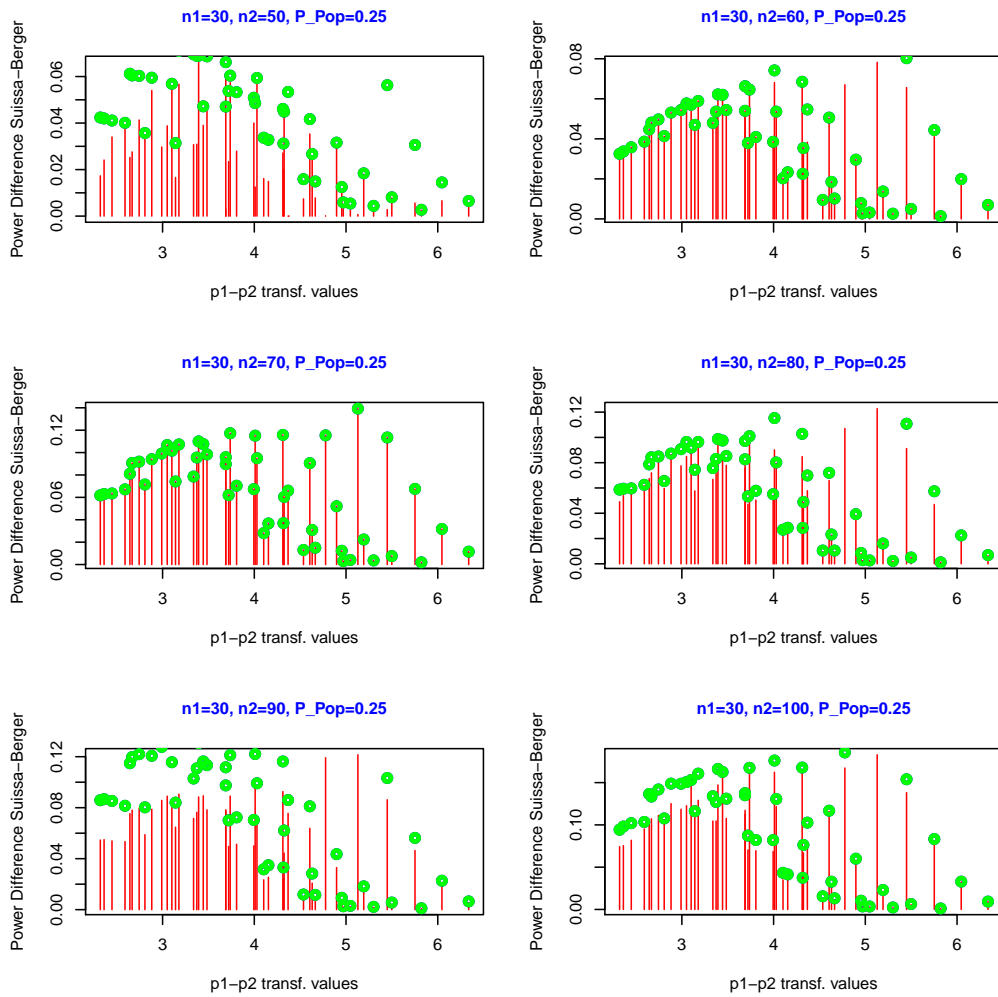 n1=30, n2=50, P_Pop=0.25
Power Difference Suissa−Berger
0.00 0.02 0.04 0.06
3 4 5 6
p1−p2 transf. values
n1=30, n2=60, P_Pop=0.25
Power Difference Suissa−Berger
0.00 0.04 0.08
3 4 5 6
p1−p2 transf. values
n1=30, n2=70, P_Pop=0.25
Power Difference Suissa−Berger
0.00 0.06 0.12
3 4 5 6
p1−p2 transf. values
n1=30, n2=80, P_Pop=0.25
Power Difference Suissa−Berger
0.00 0.04 0.08 0.12
3 4 5 6
p1−p2 transf. values
n1=30, n2=90, P_Pop=0.25
Power Difference Suissa−Berger
0.00 0.04 0.08 0.12
3 4 5 6
p1−p2 transf. values
n1=30, n2=100, P_Pop=0.25
Power Difference Suissa−Berger
0.00 0.10
3 4 5 6
p1−p2 transf. values